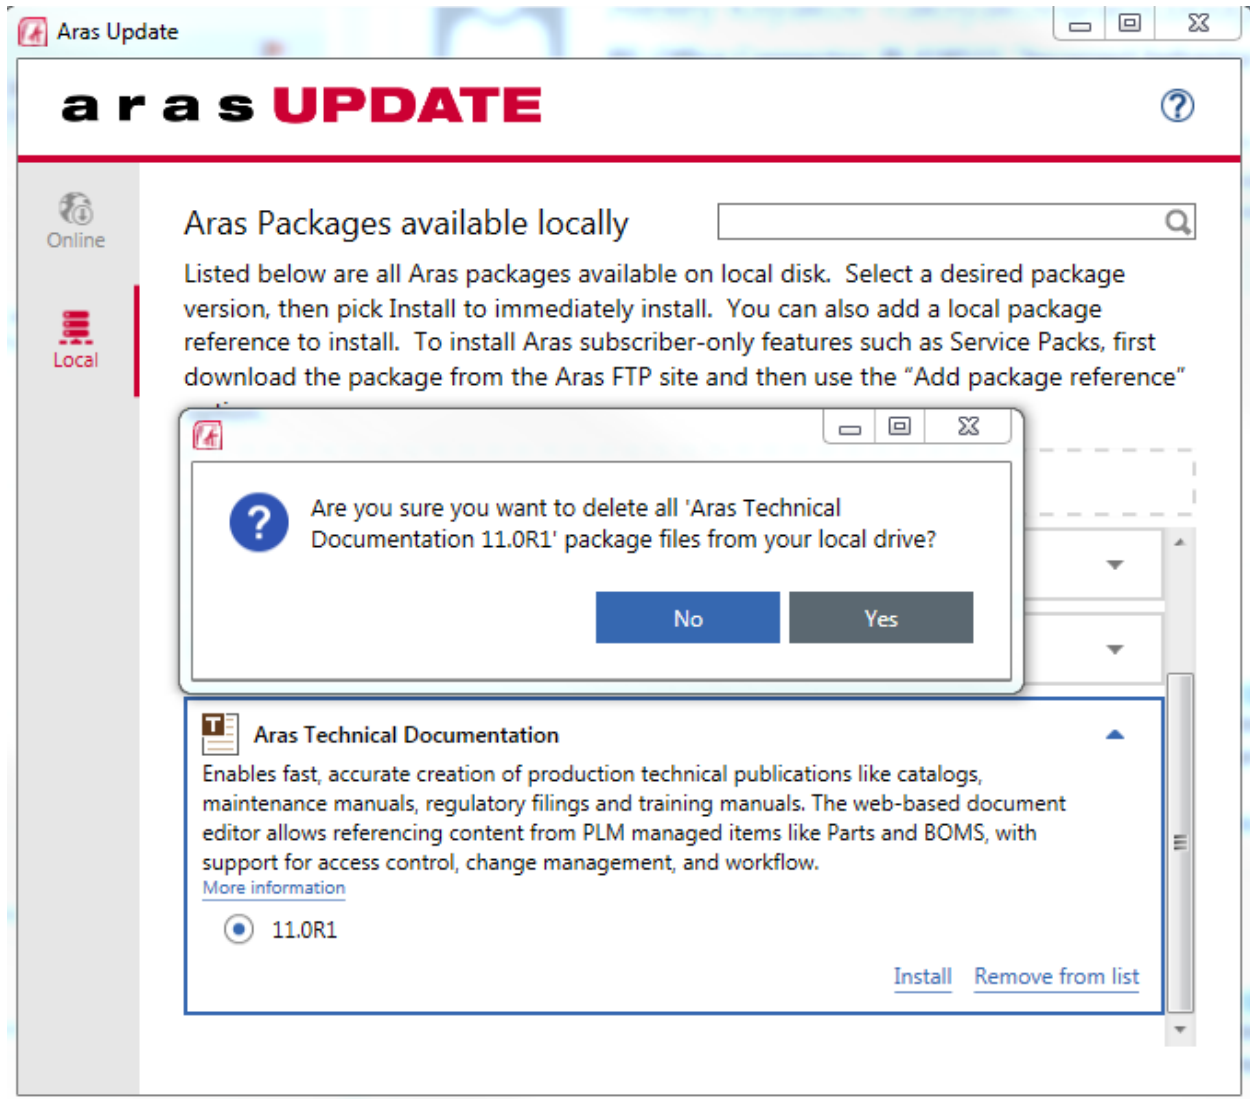 Aras Update
aras UPDATE
Online
Local
Aras Packages available locally
Listed below are all Aras packages available on local disk.  Select a desired package
version, then pick Install to immediately install.  You can also add a local package
reference to install.  To install Aras subscriber-only features such as Service Packs, first
download the package from the Aras FTP site and then use the “Add package reference”
Are you sure you want to delete all 'Aras Technical
Documentation 11.0R1' package files from your local drive?
No
Yes
Aras Technical Documentation
Enables fast, accurate creation of production technical publications like catalogs,
maintenance manuals, regulatory filings and training manuals. The web-based document
editor allows referencing content from PLM managed items like Parts and BOMS, with
support for access control, change management, and workflow.
More information
11.0R1
Install
Remove from list